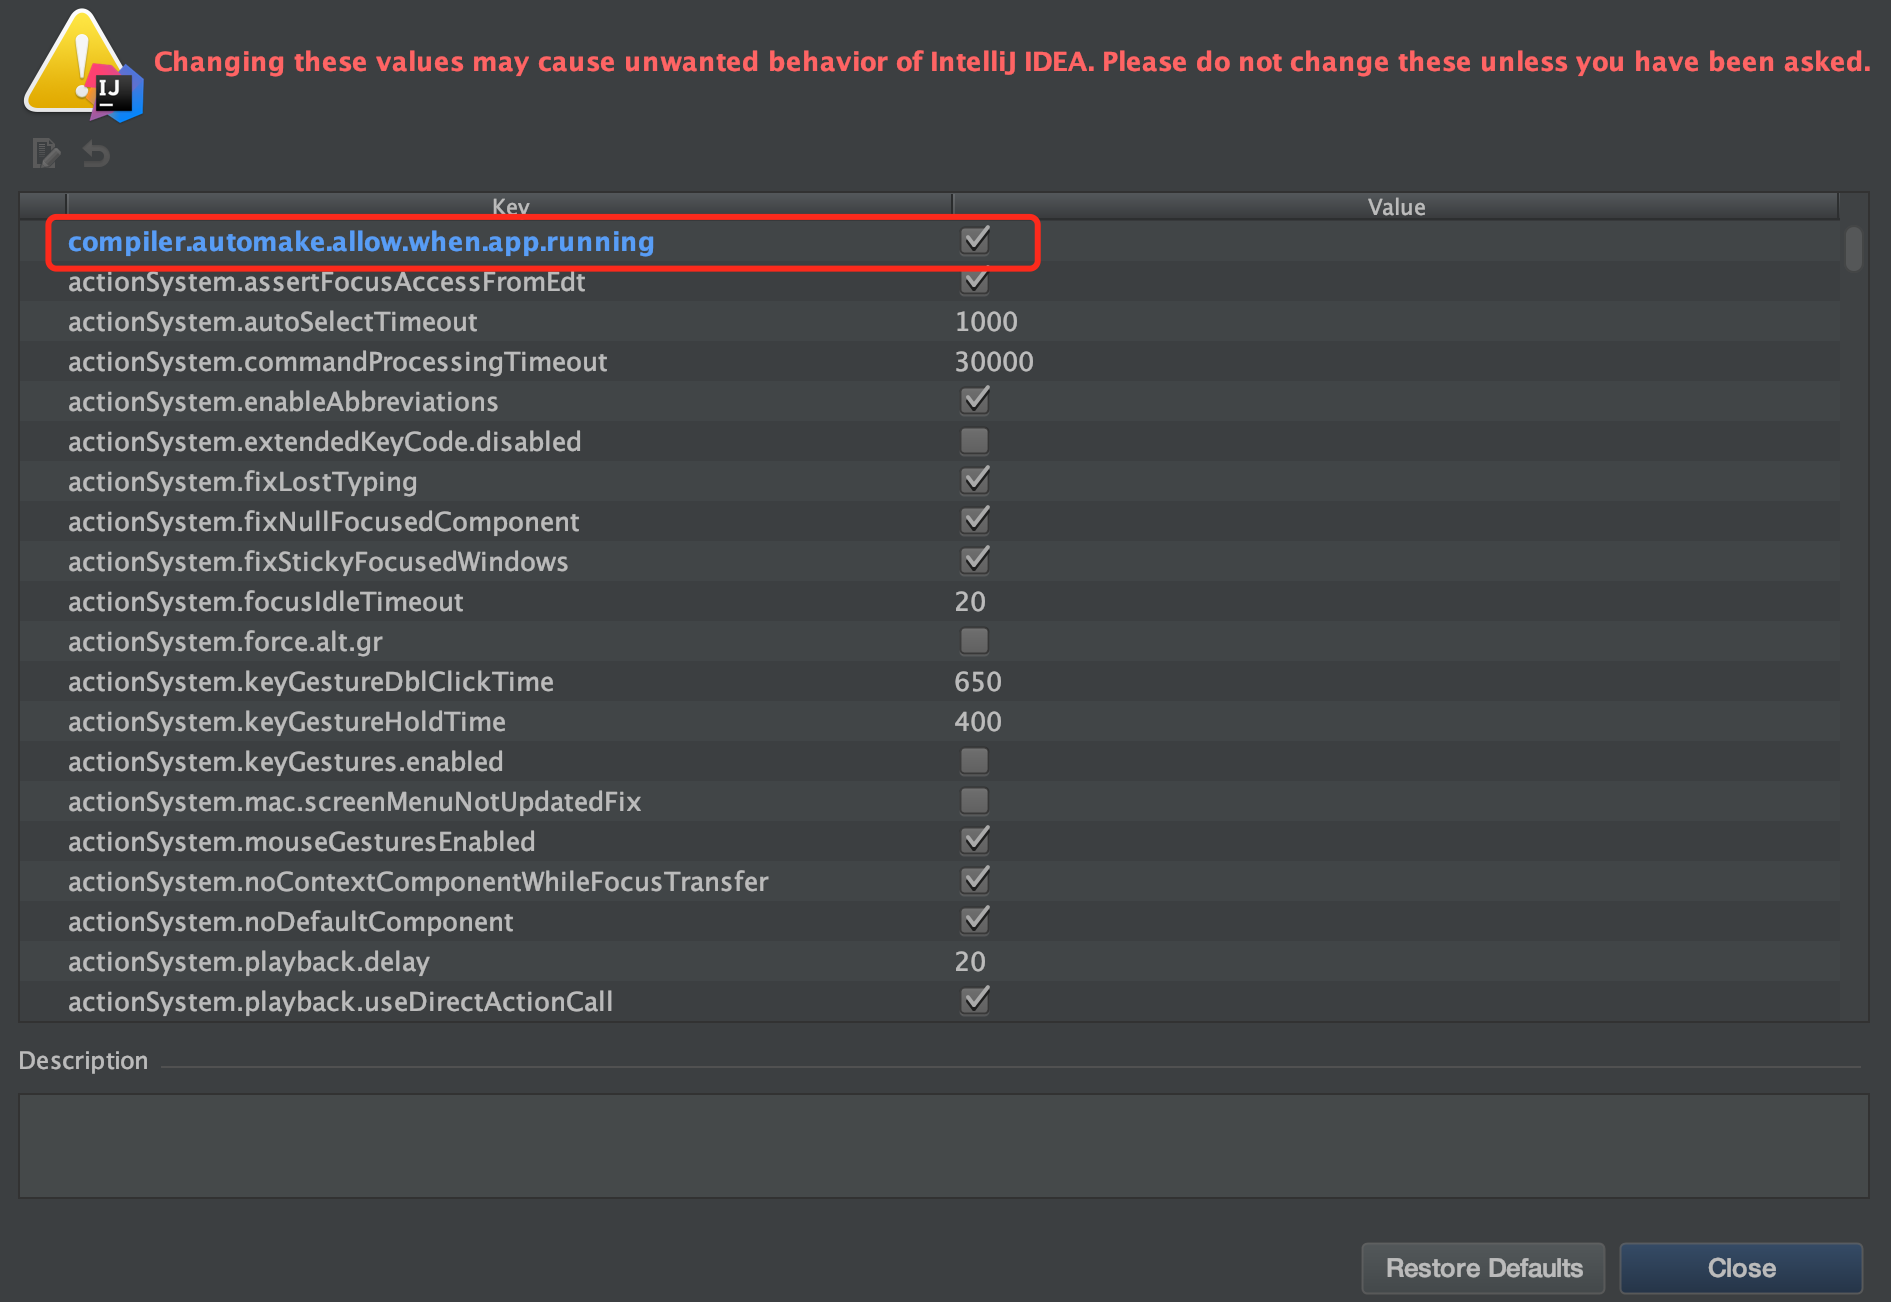 Changing these values may cause unwanted behavior of IntelliJ IDEA. Please do not change these unless you have been asked.
IJ
Key Value
compiler.automake.allow.when.app.running
actionSystem.assertFocusAccessFromEdt
actionSystem.autoSelectTimeout 1000
actionSystem.commandProcessingTimeout 30000
actionSystem.enableAbbreviations
actionSystem.extendedKeyCode.disabled
actionSystem.fixLostTyping
actionSystem.fixNullFocusedComponent
actionSystem.fixStickyFocusedWindows
actionSystem.focusIdleTimeout 20
actionSystem.force.alt.gr
actionSystem.keyGestureDblClickTime 650
actionSystem.keyGestureHoldTime 400
actionSystem.keyGestures.enabled
actionSystem.mac.screenMenuNotUpdatedFix
actionSystem.mouseGesturesEnabled
actionSystem.noContextComponentWhileFocusTransfer
actionSystem.noDefaultComponent
actionSystem.playback.delay 20
actionSystem.playback.useDirectActionCall
Description
Restore Defaults Close